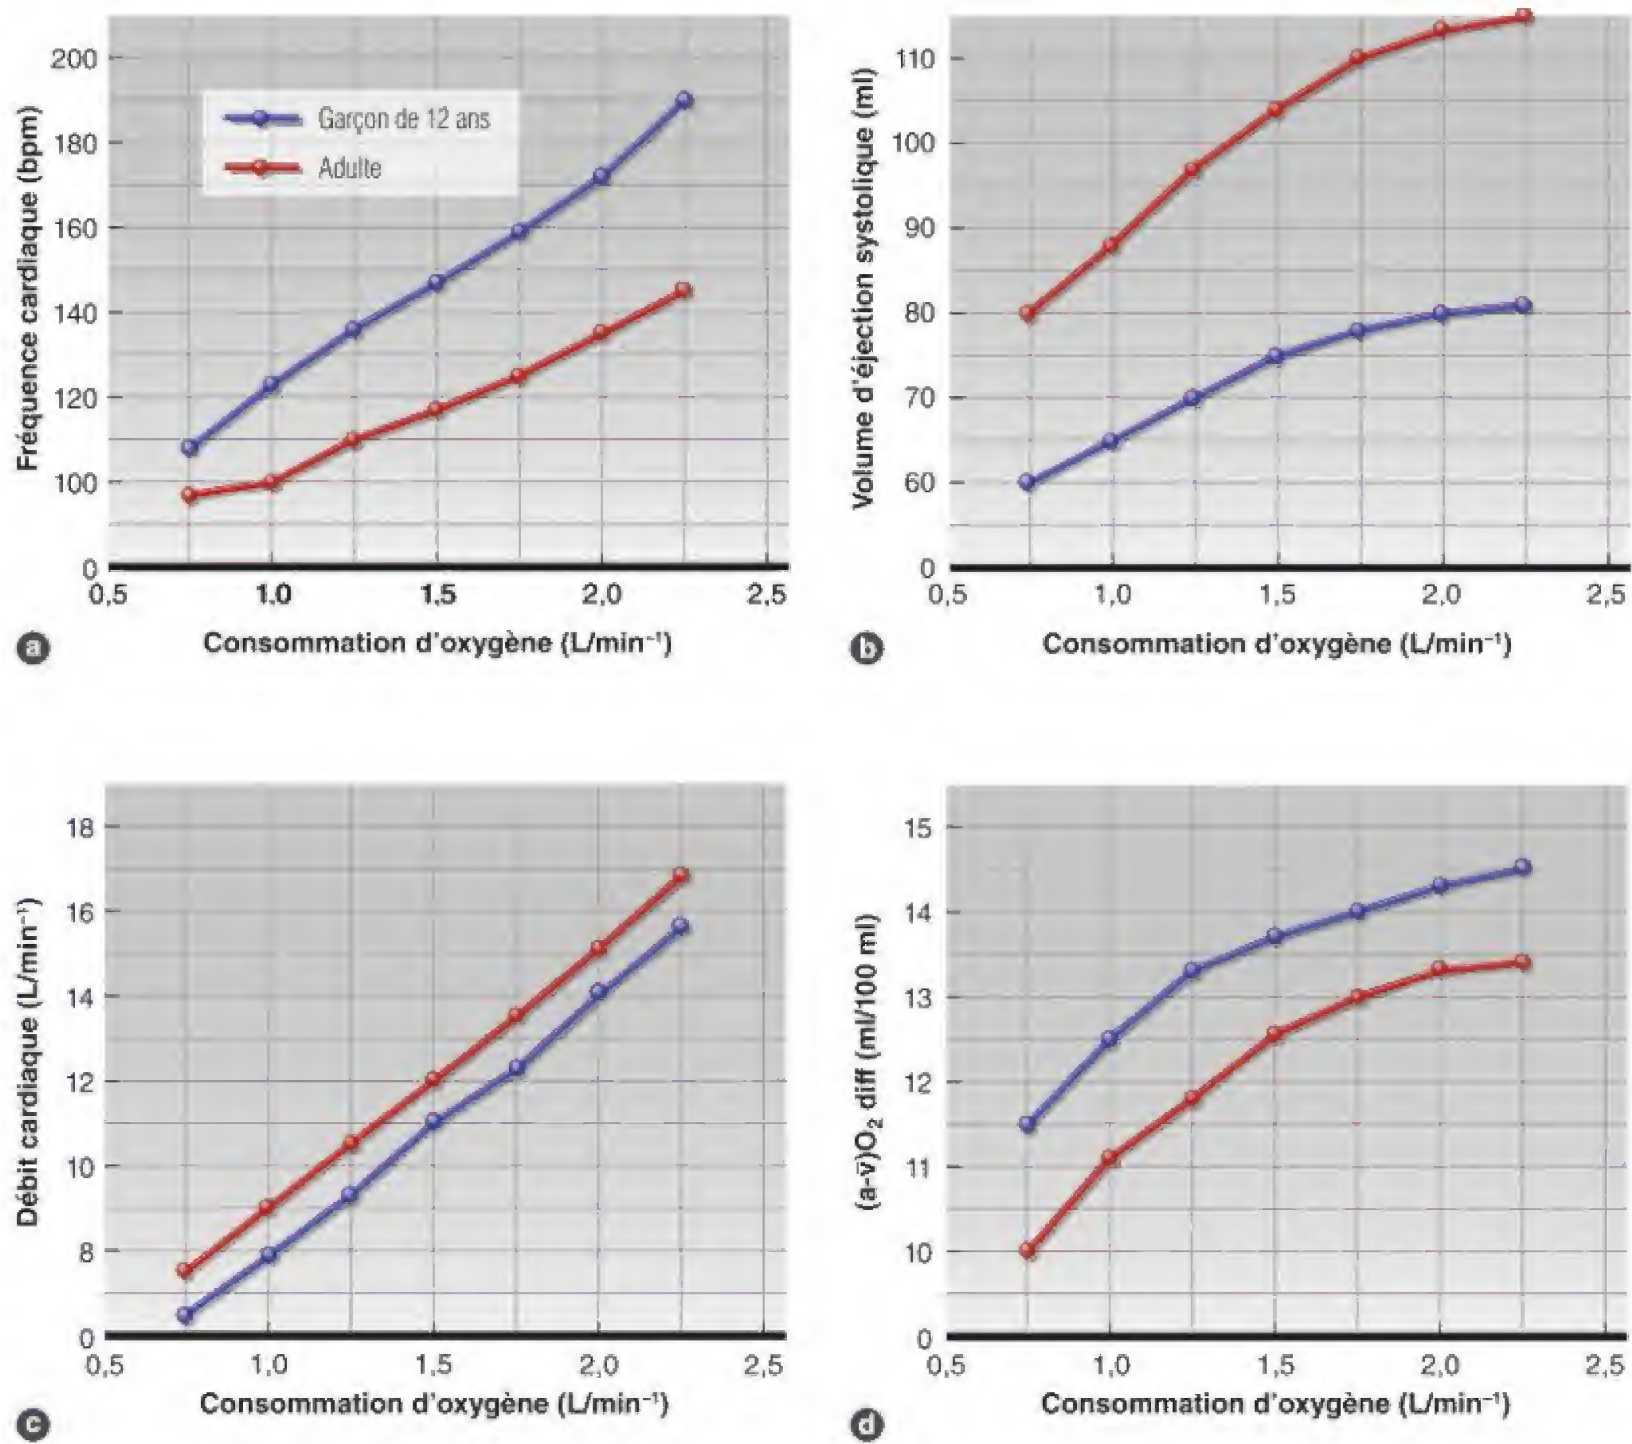 Fréquence cardiaque (bpm)
200
180
160
140
120
100
0
Garçon de 12 ans
Adulte
0,5 1,0 1,5 2,0 2,5
Consommation d'oxygène (L/min⁻¹)
a
Volume d'éjection systolique (ml)
110
100
90
80
70
60
0
0,5 1,0 1,5 2,0 2,5
Consommation d'oxygène (L/min⁻¹)
b
Débit cardiaque (L/min⁻¹)
18
16
14
12
10
8
0
0,5 1,0 1,5 2,0 2,5
Consommation d'oxygène (L/min⁻¹)
c
(a-v̄)O₂ diff (ml/100 ml)
15
14
13
12
11
10
0
0,5 1,0 1,5 2,0 2,5
Consommation d'oxygène (L/min⁻¹)
d